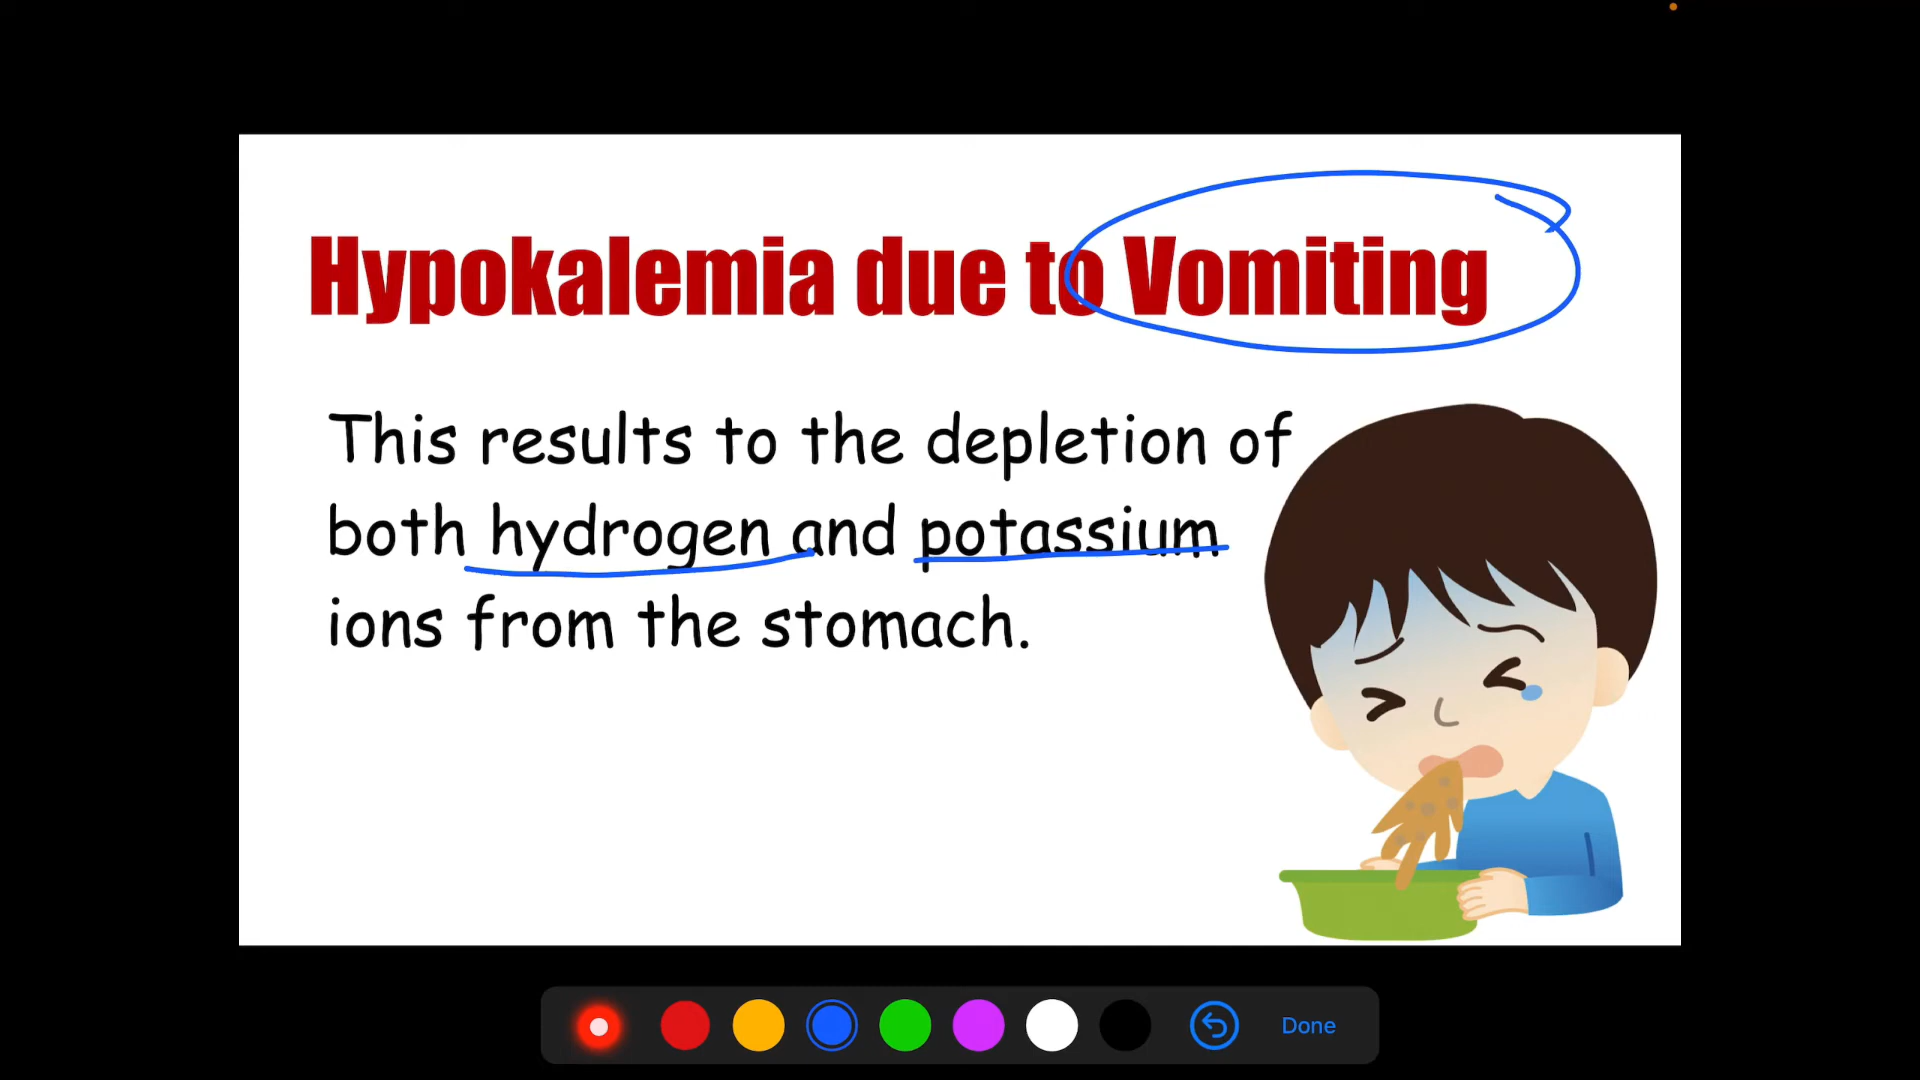 Hypokalemia due to Vomiting
This results to the depletion of
both hydrogen and potassium
ions from the stomach.
Done